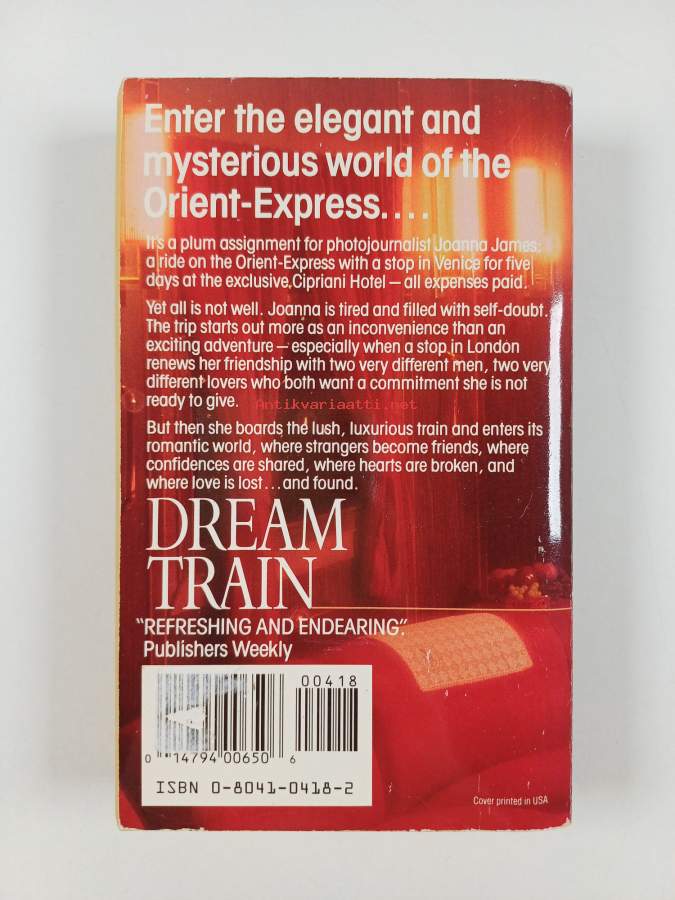 Enter the elegant and
mysterious world of the
Orient-Express....
It's a plum assignment for photojournalist Joanna James:
a ride on the Orient-Express with a stop in Venice for five
days at the exclusive Cipriani Hotel – all expenses paid.
Yet all is not well. Joanna is tired and filled with self-doubt.
The trip starts out more as an inconvenience than an
exciting adventure – especially when a stop in London
renews her friendship with two very different men, two very
different lovers who both want a commitment she is not
ready to give.
Antikvariaatti.net
But then she boards the lush, luxurious train and enters its
romantic world, where strangers become friends, where
confidences are shared, where hearts are broken, and
where love is lost...and found.
DREAM
TRAIN
"REFRESHING AND ENDEARING".
Publishers Weekly
00418
0 14794 00650 6
ISBN 0-8041-0418-2
Cover printed in USA